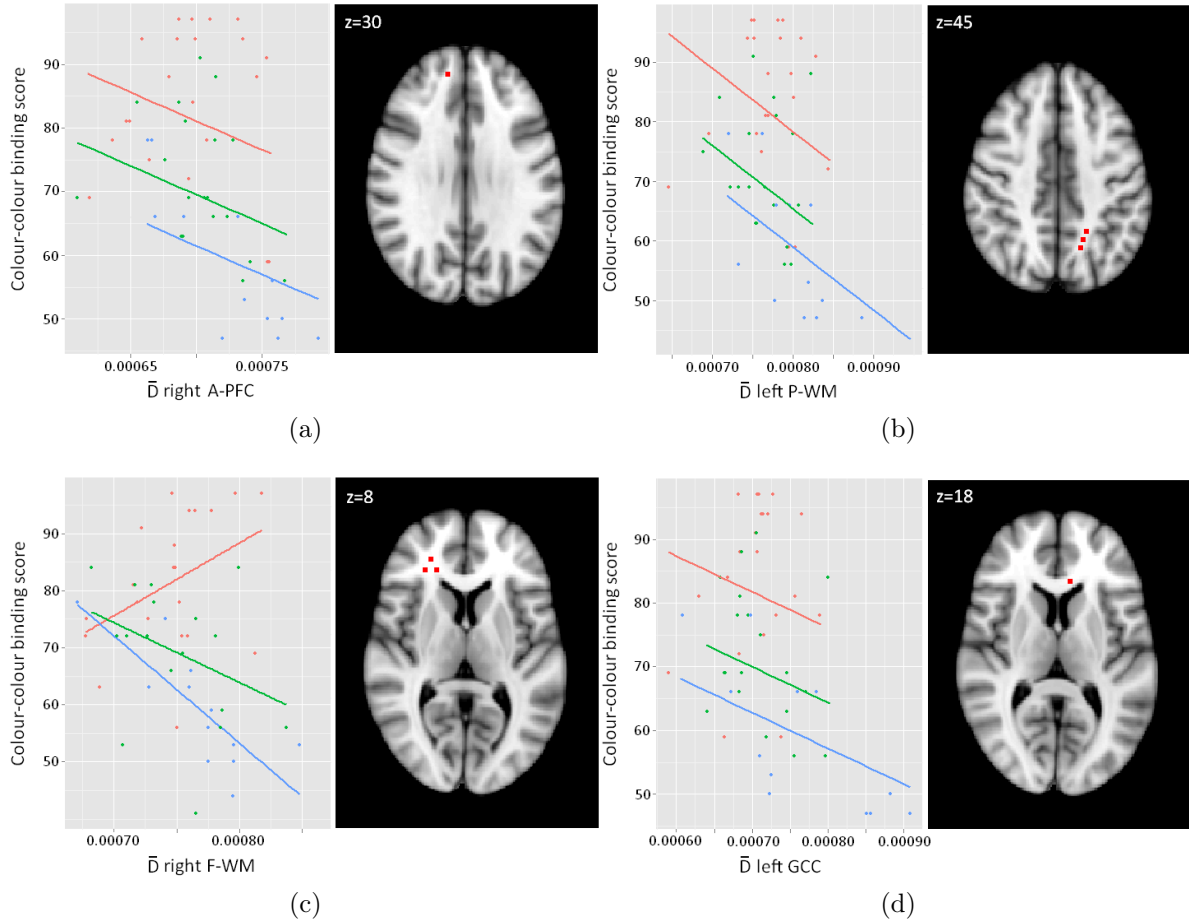 Colour-colour binding score
90
80
70
60
50
0.00065
0.00075
D̄ right A-PFC
z=30
(a)
Colour-colour binding score
90
80
70
60
50
0.00070
0.00080
0.00090
D̄ left P-WM
z=45
(b)
Colour-colour binding score
90
80
70
60
50
0.00070
0.00080
D̄ right F-WM
z=8
(c)
Colour-colour binding score
90
80
70
60
50
0.00060
0.00070
0.00080
0.00090
D̄ left GCC
z=18
(d)